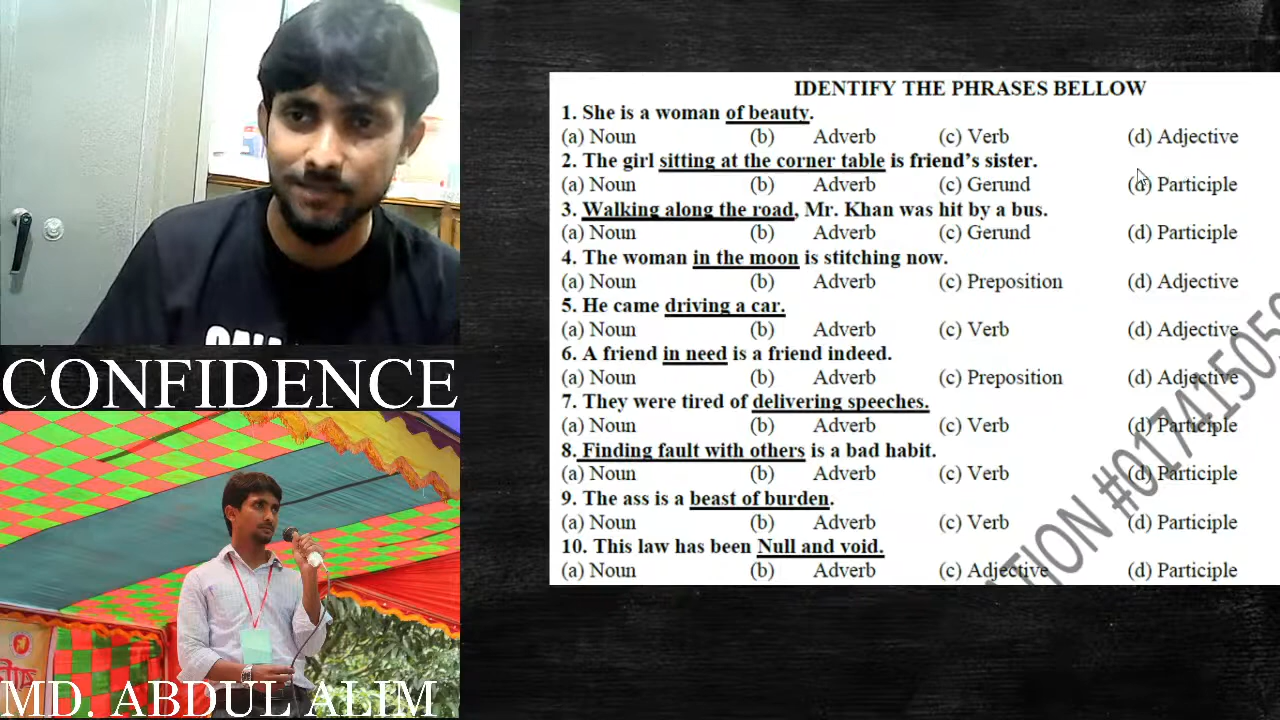 IDENTIFY THE PHRASES BELLOW
1. She is a woman of beauty.
(a) Noun (b) Adverb (c) Verb (d) Adjective
2. The girl sitting at the corner table is friend’s sister.
(a) Noun (b) Adverb (c) Gerund (d) Participle
3. Walking along the road, Mr. Khan was hit by a bus.
(a) Noun (b) Adverb (c) Gerund (d) Participle
4. The woman in the moon is stitching now.
(a) Noun (b) Adverb (c) Preposition (d) Adjective
5. He came driving a car.
(a) Noun (b) Adverb (c) Verb (d) Adjective
6. A friend in need is a friend indeed.
(a) Noun (b) Adverb (c) Preposition (d) Adjective
7. They were tired of delivering speeches.
(a) Noun (b) Adverb (c) Verb (d) Participle
8. Finding fault with others is a bad habit.
(a) Noun (b) Adverb (c) Verb (d) Participle
9. The ass is a beast of burden.
(a) Noun (b) Adverb (c) Verb (d) Participle
10. This law has been Null and void.
(a) Noun (b) Adverb (c) Adjective (d) Participle
CONFIDENCE
MD. ABDUL ALIM